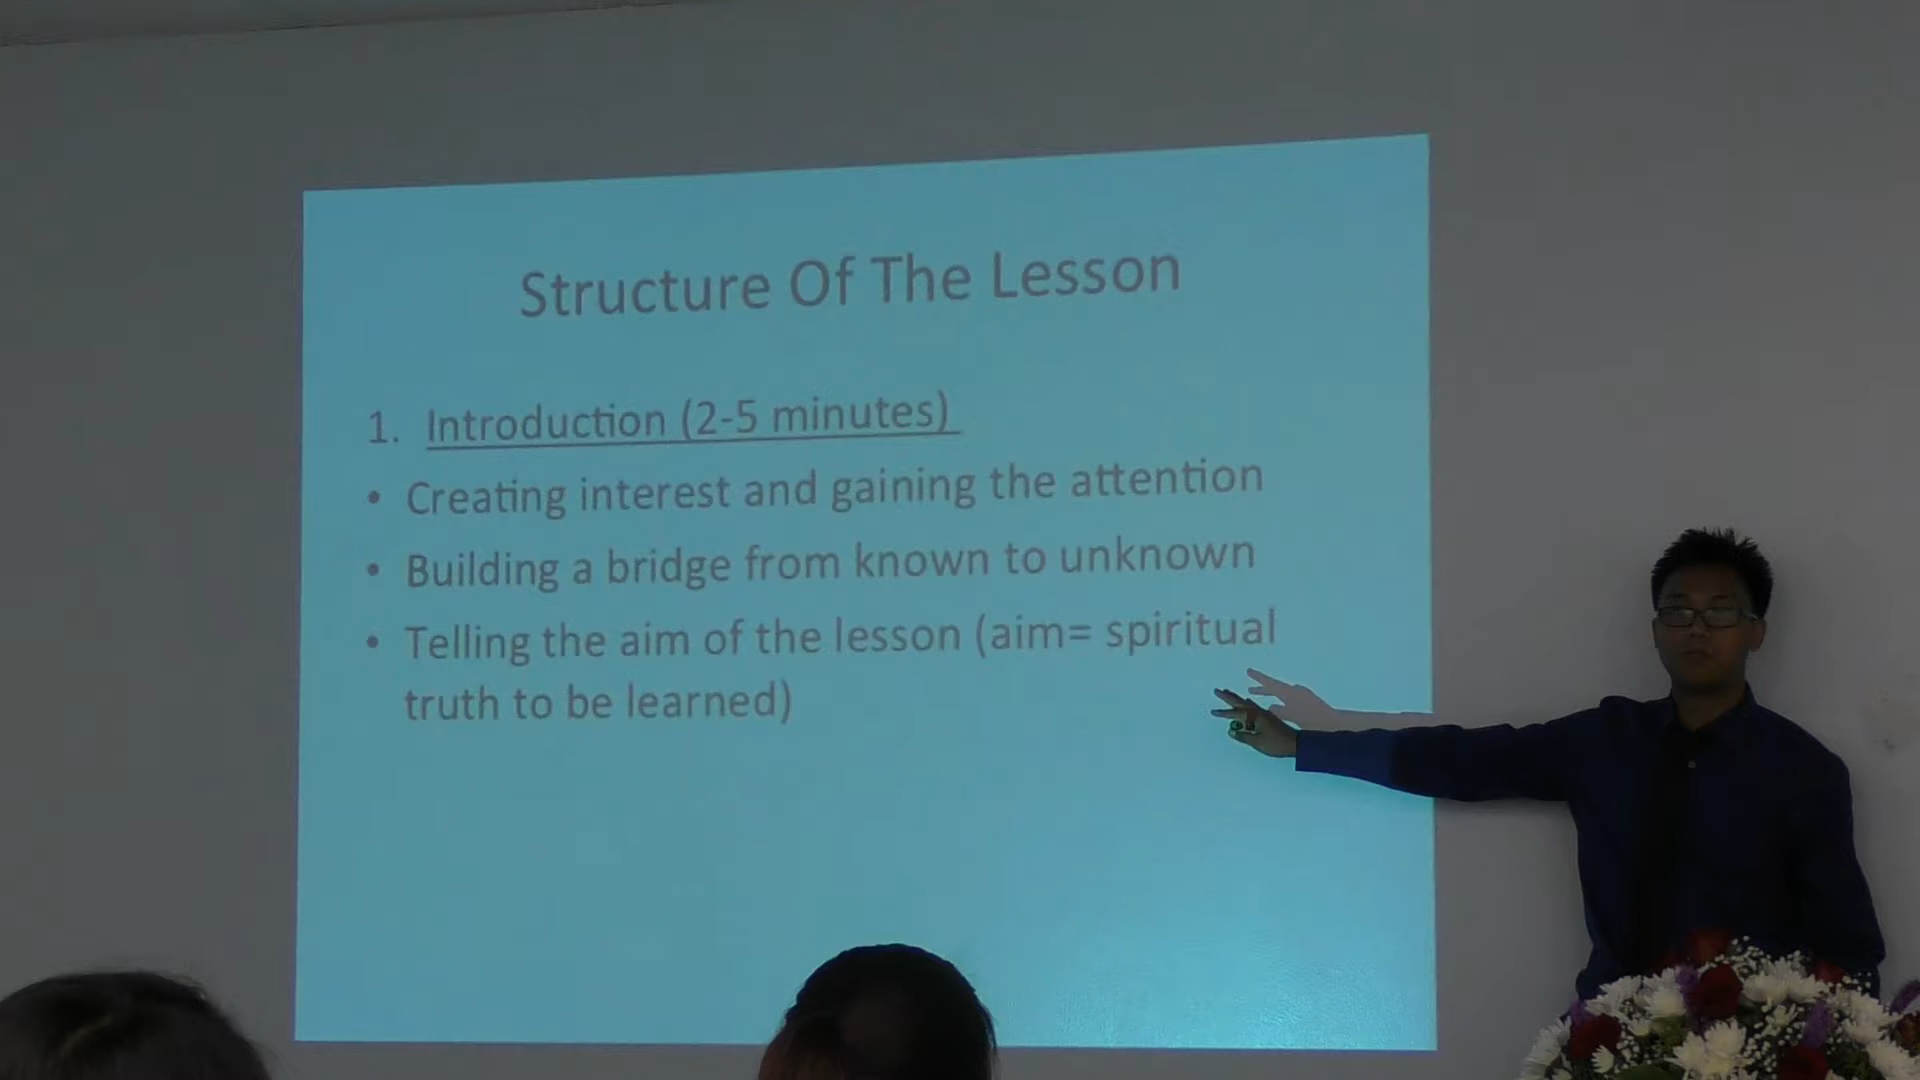 Structure Of The Lesson
1. Introduction (2-5 minutes)
• Creating interest and gaining the attention
• Building a bridge from known to unknown
• Telling the aim of the lesson (aim= spiritual
truth to be learned)